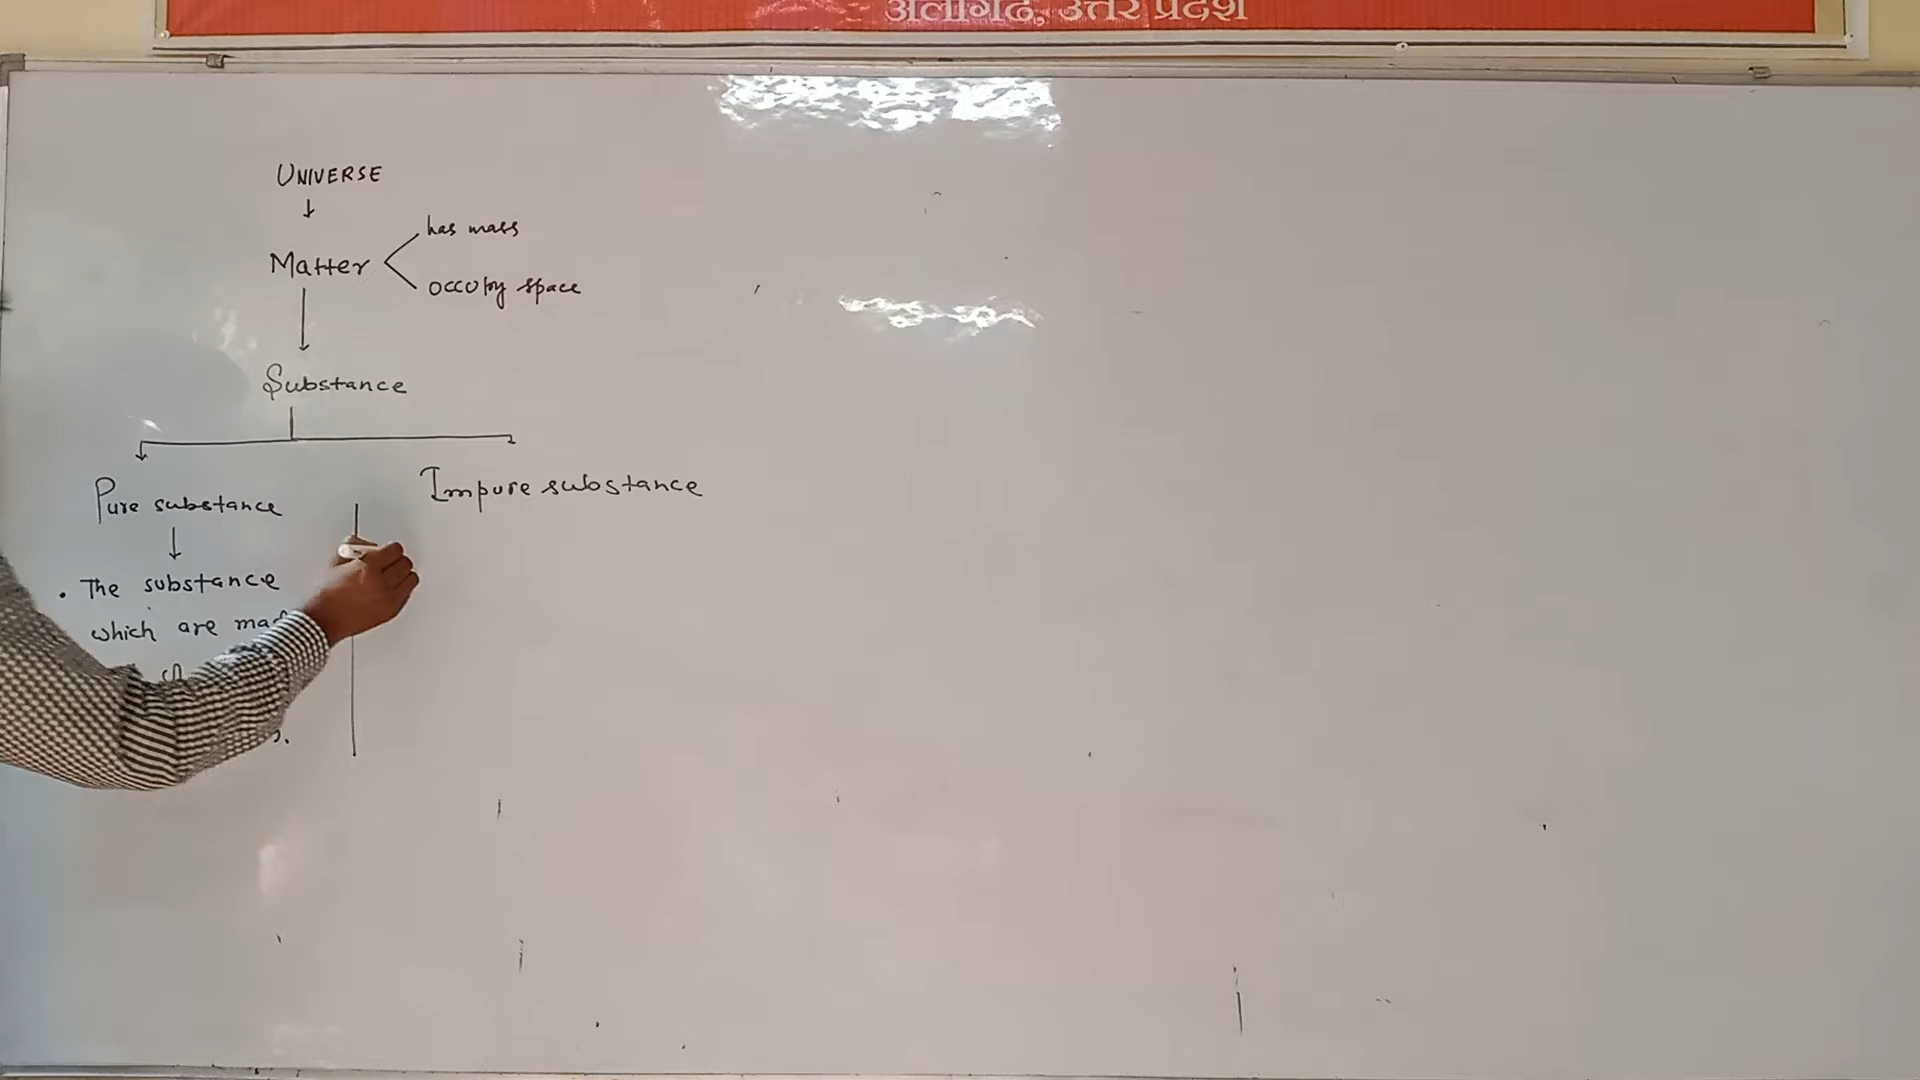 अलीगढ, उत्तर प्रदेश
UNIVERSE
has mass
Matter
occupy space
Substance
Impure substance
Pure substance
. The substance
which are